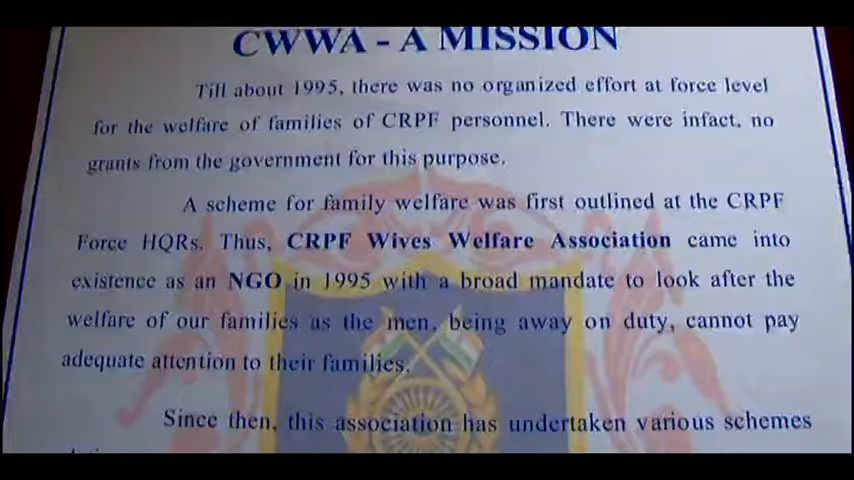 CWWA - A MISSION
Till about 1995, there was no organized effort at force level
for the welfare of families of CRPF personnel. There were infact, no
grants from the government for this purpose.
A scheme for family welfare was first outlined at the CRPF
Force HQRs. Thus, CRPF Wives Welfare Association came into
existence as an NGO in 1995 with a broad mandate to look after the
welfare of our families as the men, being away on duty, cannot pay
adequate attention to their families.
Since then, this association has undertaken various schemes